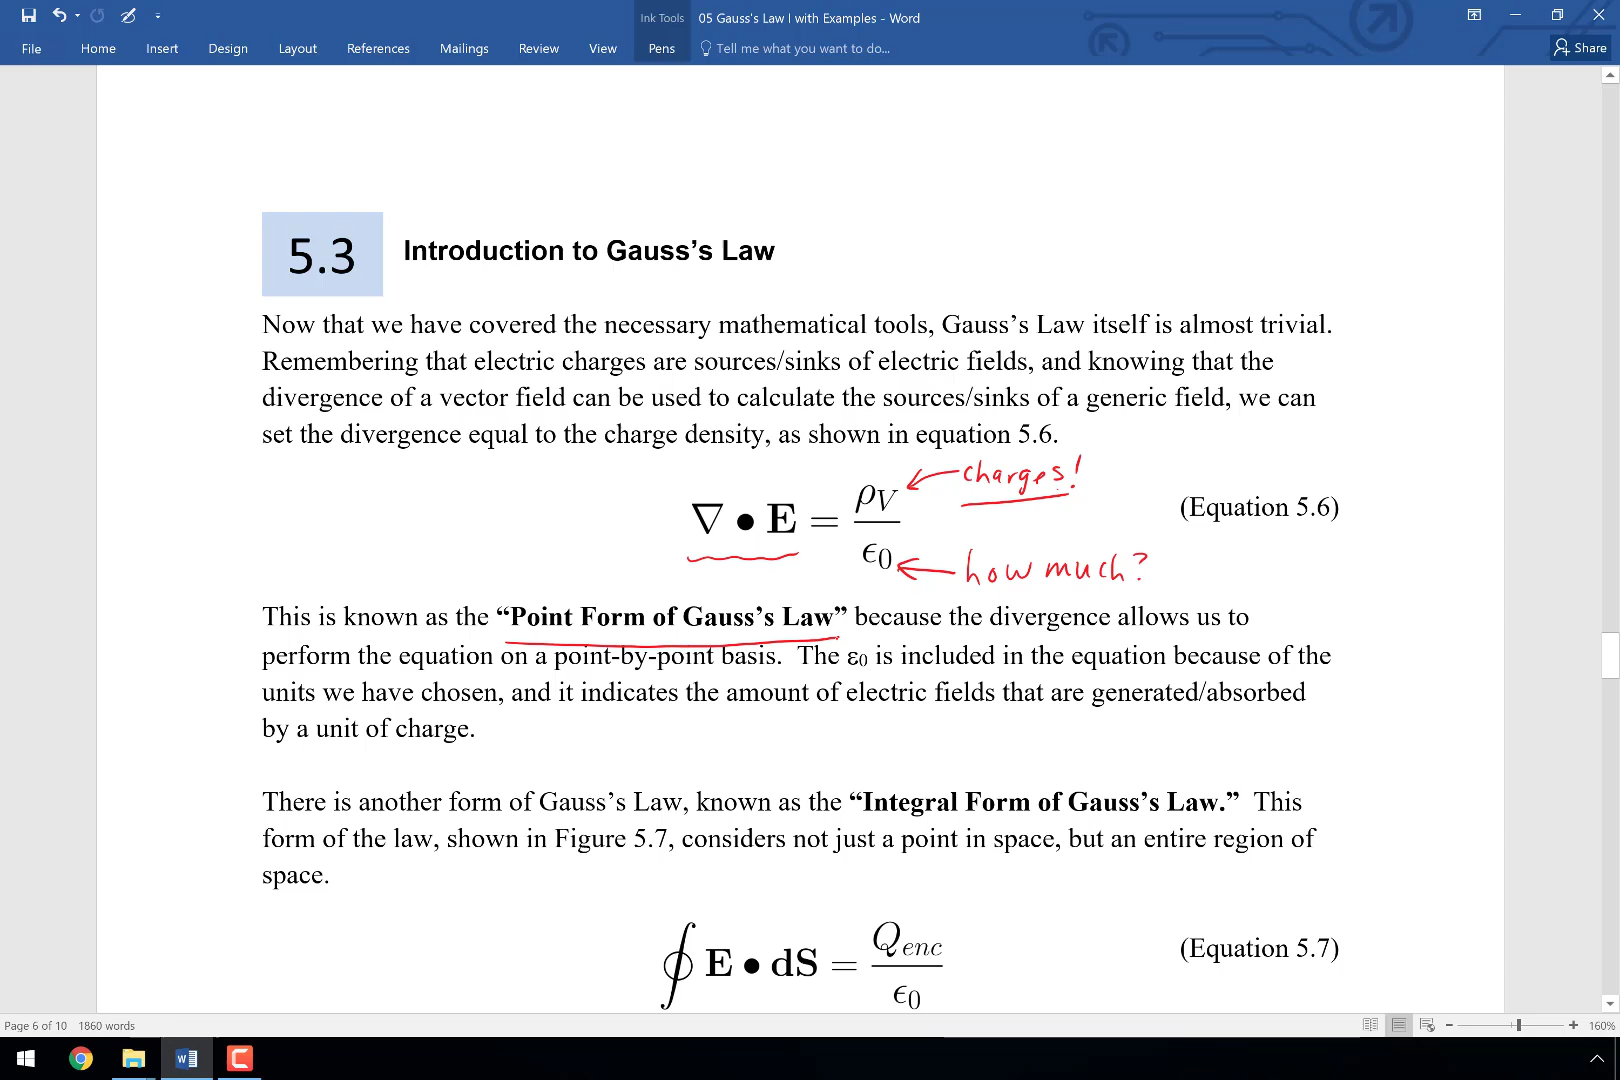 Ink Tools
05 Gauss's Law I with Examples - Word
File Home Insert Design Layout References Mailings Review View Pens Tell me what you want to do... Share
5.3 Introduction to Gauss’s Law
Now that we have covered the necessary mathematical tools, Gauss’s Law itself is almost trivial.
Remembering that electric charges are sources/sinks of electric fields, and knowing that the
divergence of a vector field can be used to calculate the sources/sinks of a generic field, we can
set the divergence equal to the charge density, as shown in equation 5.6.
charges!
∇ • E = ρV / ϵ0 (Equation 5.6)
how much?
This is known as the “Point Form of Gauss’s Law” because the divergence allows us to
perform the equation on a point-by-point basis. The ε0 is included in the equation because of the
units we have chosen, and it indicates the amount of electric fields that are generated/absorbed
by a unit of charge.
There is another form of Gauss’s Law, known as the “Integral Form of Gauss’s Law.” This
form of the law, shown in Figure 5.7, considers not just a point in space, but an entire region of
space.
∮ E • dS = Qenc / ϵ0 (Equation 5.7)
Page 6 of 10 1860 words
160%